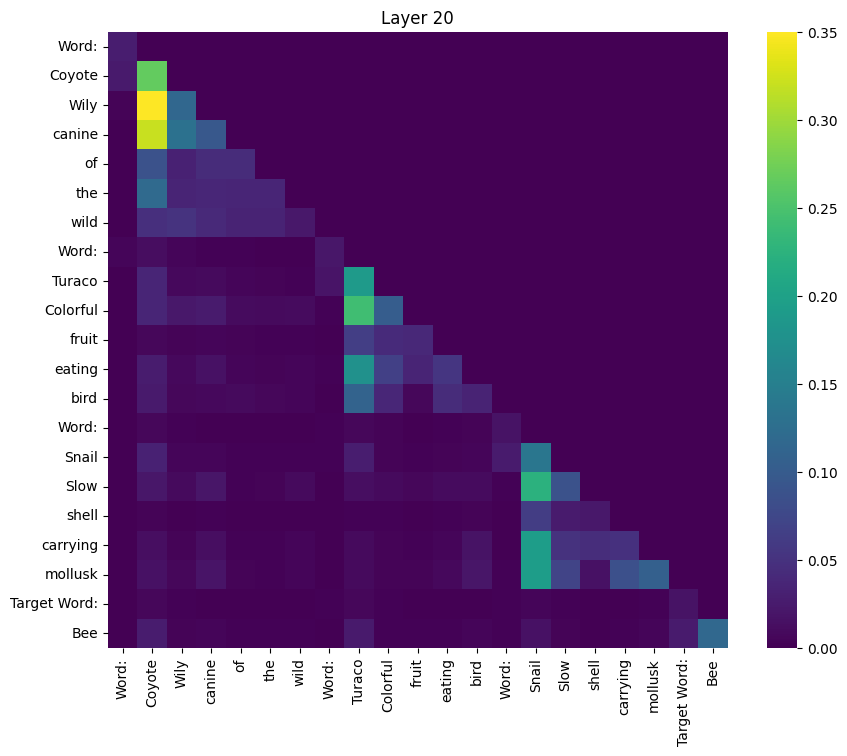 Layer 20
Word:
Coyote
Wily
canine
of
the
wild
Word:
Turaco
Colorful
fruit
eating
bird
Word:
Snail
Slow
shell
carrying
mollusk
Target Word:
Bee
Word:
Coyote
Wily
canine
of
the
wild
Word:
Turaco
Colorful
fruit
eating
bird
Word:
Snail
Slow
shell
carrying
mollusk
Target Word:
Bee
0.35
0.30
0.25
0.20
0.15
0.10
0.05
0.00